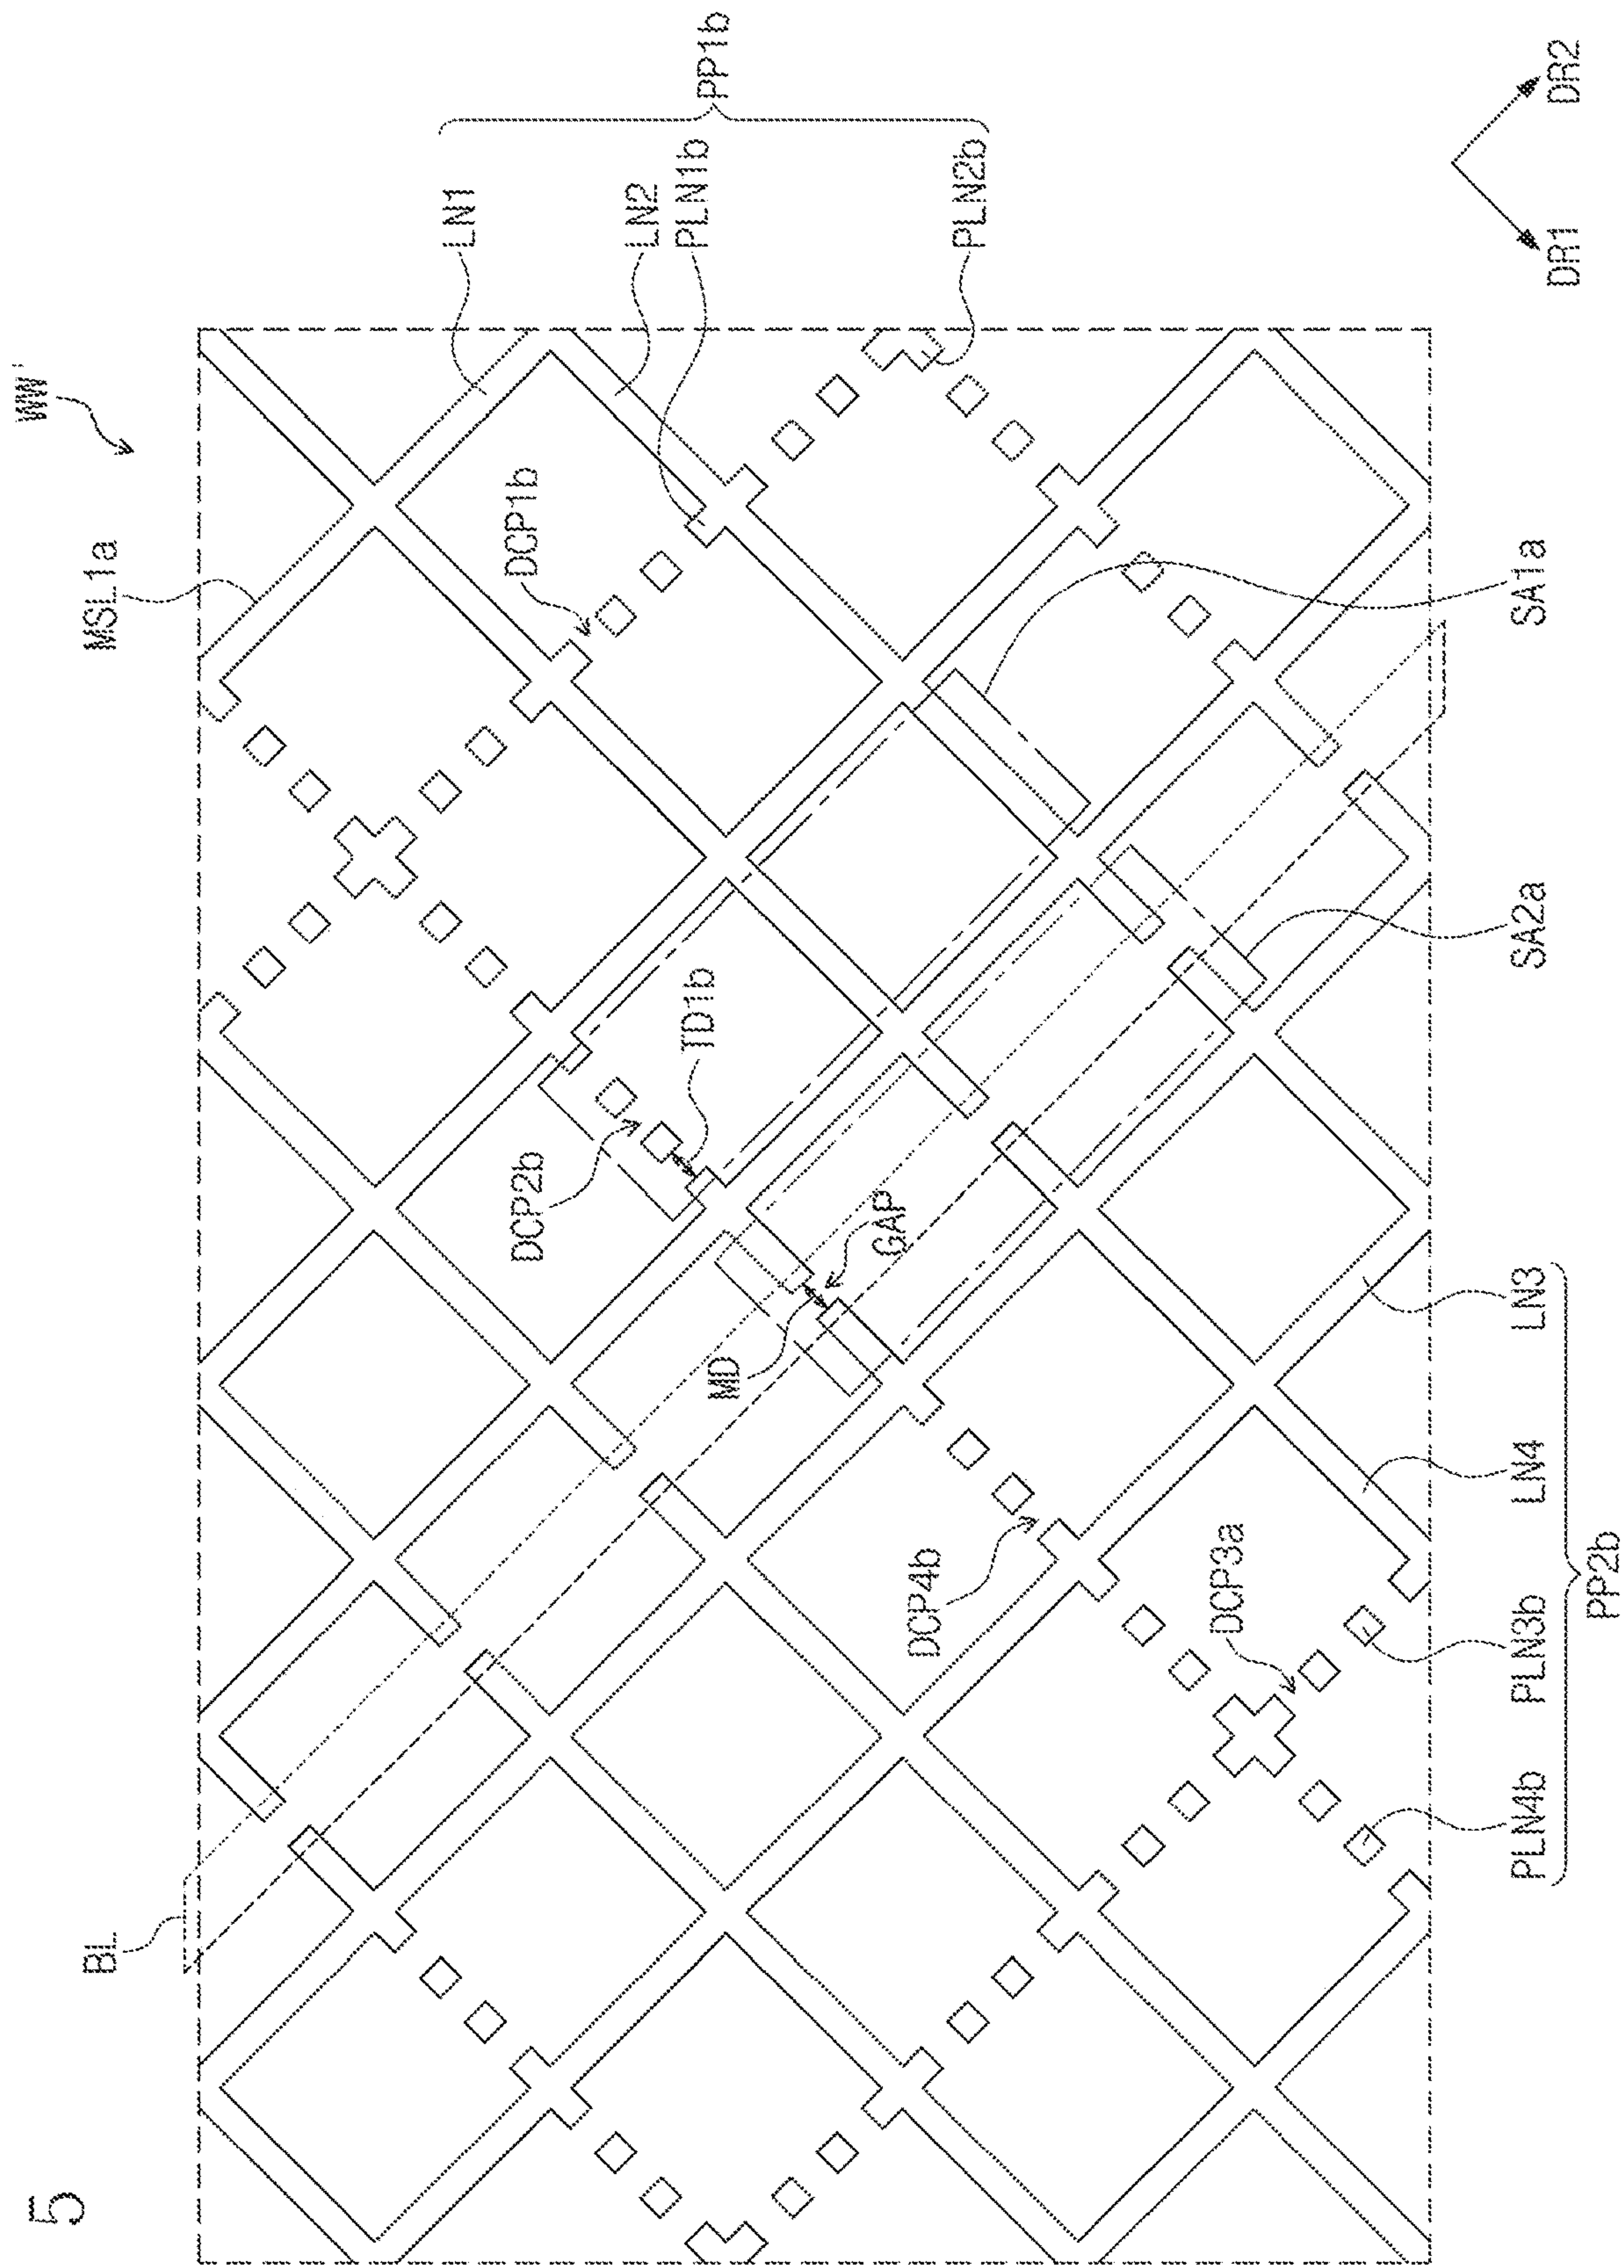 5
WW'
MSL1a
BL
LN1
LN2
PLN1b
PLN2b
PP1b
DCP1b
DCP2b
TD1b
MD
GAP
DCP4b
DCP3a
SA1a
SA2a
LN3
LN4
PLN3b
PLN4b
PP2b
DR1
DR2